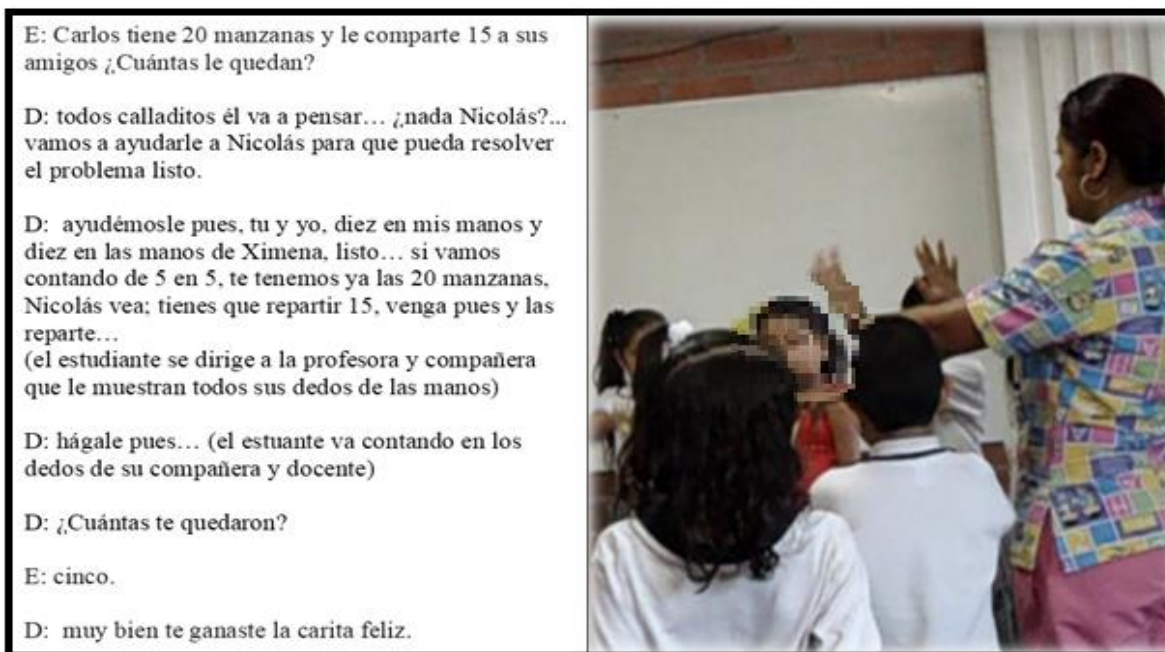 E: Carlos tiene 20 manzanas y le comparte 15 a sus
amigos ¿Cuántas le quedan?
D: todos calladitos él va a pensar… ¿nada Nicolás?...
vamos a ayudarle a Nicolás para que pueda resolver
el problema listo.
D: ayudémosle pues, tu y yo, diez en mis manos y
diez en las manos de Ximena, listo… si vamos
contando de 5 en 5, te tenemos ya las 20 manzanas,
Nicolás vea; tienes que repartir 15, venga pues y las
reparte…
(el estudiante se dirige a la profesora y compañera
que le muestran todos sus dedos de las manos)
D: hágale pues… (el estuante va contando en los
dedos de su compañera y docente)
D: ¿Cuántas te quedaron?
E: cinco.
D: muy bien te ganaste la carita feliz.